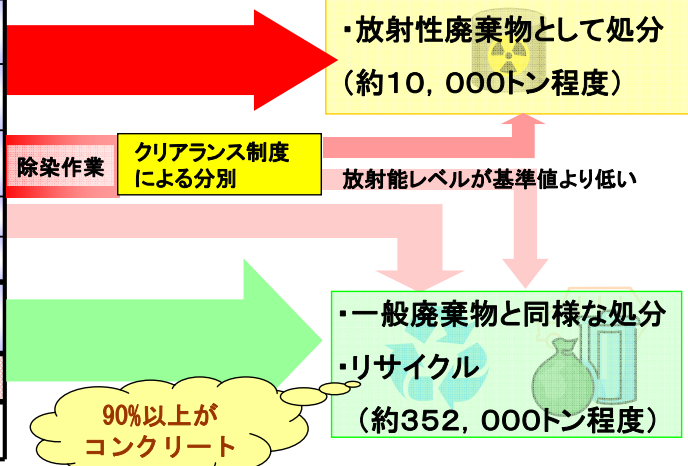 ・放射性廃棄物として処分
（約１０，０００トン程度）
除染作業
クリアランス制度
による分別
放射能レベルが基準値より低い
・一般廃棄物と同様な処分
・リサイクル
（約３５２，０００トン程度）
90%以上が
コンクリート